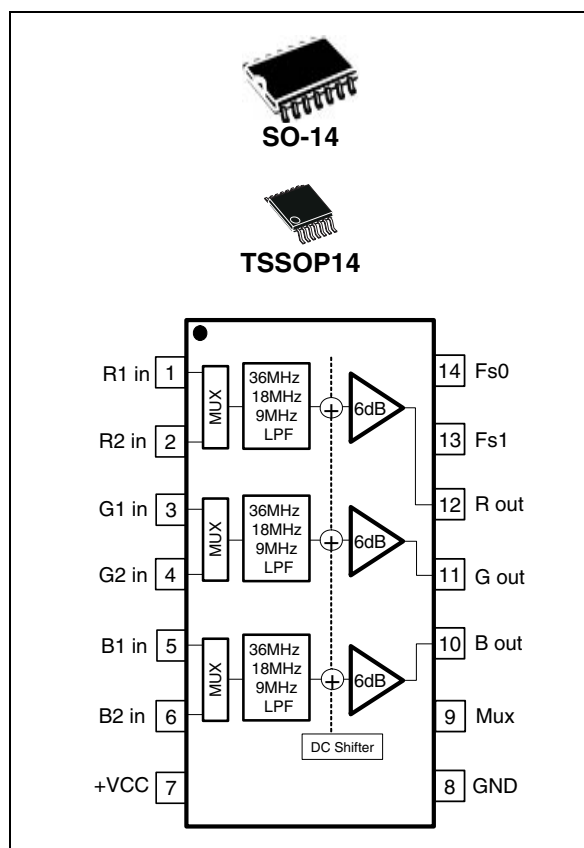 SO-14
TSSOP14
R1 in 1
R2 in 2
G1 in 3
G2 in 4
B1 in 5
B2 in 6
+VCC 7
MUX
36MHz
18MHz
9MHz
LPF
+
6dB
MUX
36MHz
18MHz
9MHz
LPF
+
6dB
MUX
36MHz
18MHz
9MHz
LPF
+
6dB
DC Shifter
14 Fs0
13 Fs1
12 R out
11 G out
10 B out
9 Mux
8 GND